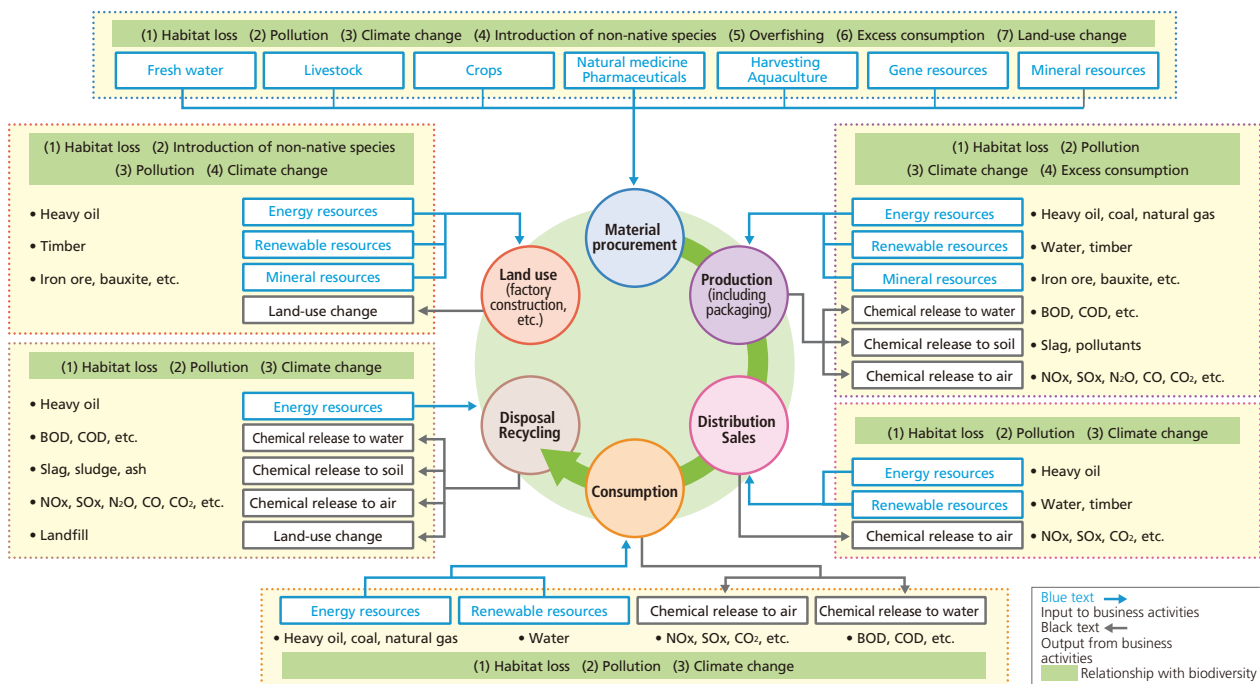 (1) Habitat loss (2) Pollution (3) Climate change (4) Introduction of non-native species (5) Overfishing (6) Excess consumption (7) Land-use change
Fresh water
Livestock
Crops
Natural medicine
Pharmaceuticals
Harvesting
Aquaculture
Gene resources
Mineral resources
(1) Habitat loss (2) Introduction of non-native species
(3) Pollution (4) Climate change
• Heavy oil
Energy resources
• Timber
Renewable resources
• Iron ore, bauxite, etc.
Mineral resources
Land-use change
(1) Habitat loss (2) Pollution
(3) Climate change (4) Excess consumption
Energy resources
• Heavy oil, coal, natural gas
Renewable resources
• Water, timber
Mineral resources
• Iron ore, bauxite, etc.
Chemical release to water
• BOD, COD, etc.
Chemical release to soil
• Slag, pollutants
Chemical release to air
• NOx, SOx, N₂O, CO, CO₂, etc.
Material
procurement
Land use
(factory
construction,
etc.)
Production
(including
packaging)
Disposal
Recycling
Distribution
Sales
Consumption
(1) Habitat loss (2) Pollution (3) Climate change
• Heavy oil
Energy resources
• BOD, COD, etc.
Chemical release to water
• Slag, sludge, ash
Chemical release to soil
• NOx, SOx, N₂O, CO, CO₂, etc.
Chemical release to air
• Landfill
Land-use change
(1) Habitat loss (2) Pollution (3) Climate change
Energy resources
• Heavy oil
Renewable resources
• Water, timber
Chemical release to air
• NOx, SOx, CO₂, etc.
Energy resources
Renewable resources
Chemical release to air
Chemical release to water
• Heavy oil, coal, natural gas
• Water
• NOx, SOx, CO₂, etc.
• BOD, COD, etc.
(1) Habitat loss (2) Pollution (3) Climate change
Blue text
Input to business activities
Black text
Output from business
activities
Relationship with biodiversity